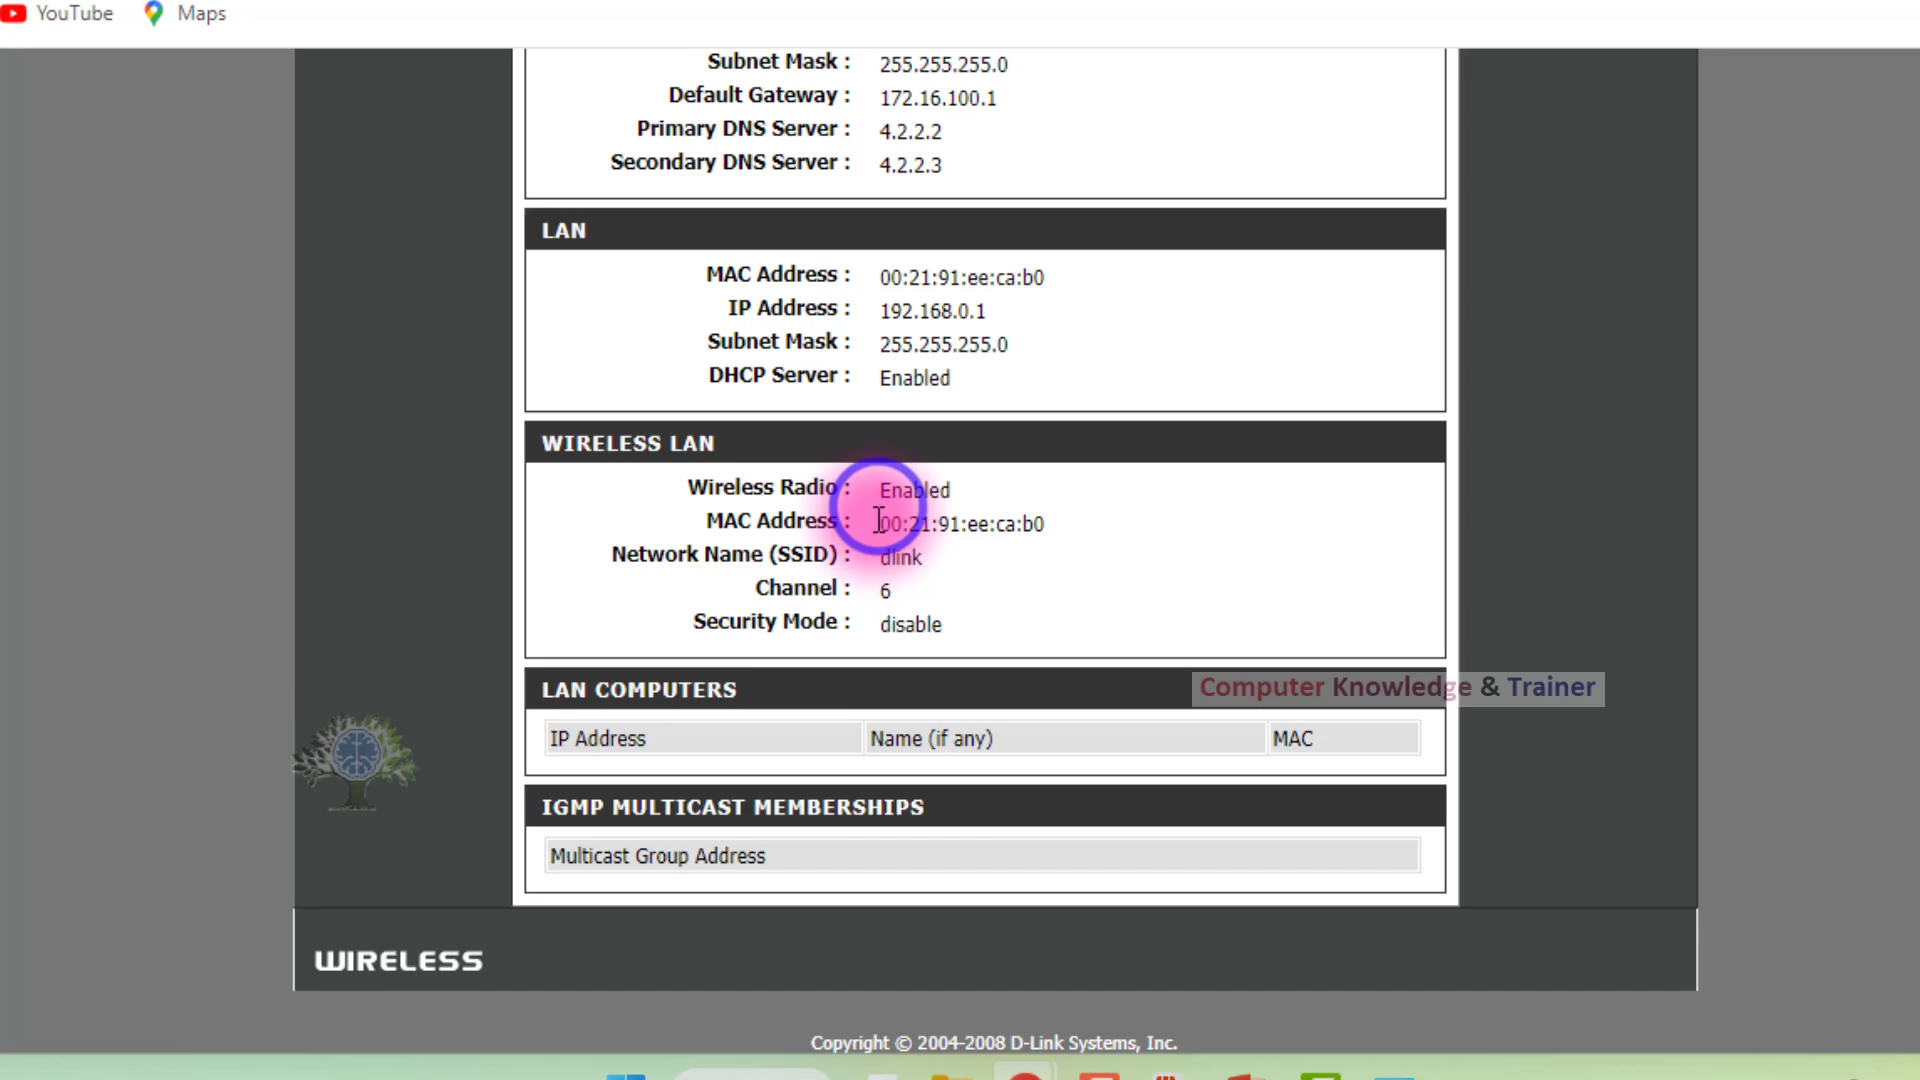 YouTube Maps
Subnet Mask : 255.255.255.0
Default Gateway : 172.16.100.1
Primary DNS Server : 4.2.2.2
Secondary DNS Server : 4.2.2.3
LAN
MAC Address : 00:21:91:ee:ca:b0
IP Address : 192.168.0.1
Subnet Mask : 255.255.255.0
DHCP Server : Enabled
WIRELESS LAN
Wireless Radio : Enabled
MAC Address : 00:21:91:ee:ca:b0
Network Name (SSID) : dlink
Channel : 6
Security Mode : disable
LAN COMPUTERS
Computer Knowledge & Trainer
IP Address Name (if any) MAC
IGMP MULTICAST MEMBERSHIPS
Multicast Group Address
WIRELESS
Copyright © 2004-2008 D-Link Systems, Inc.